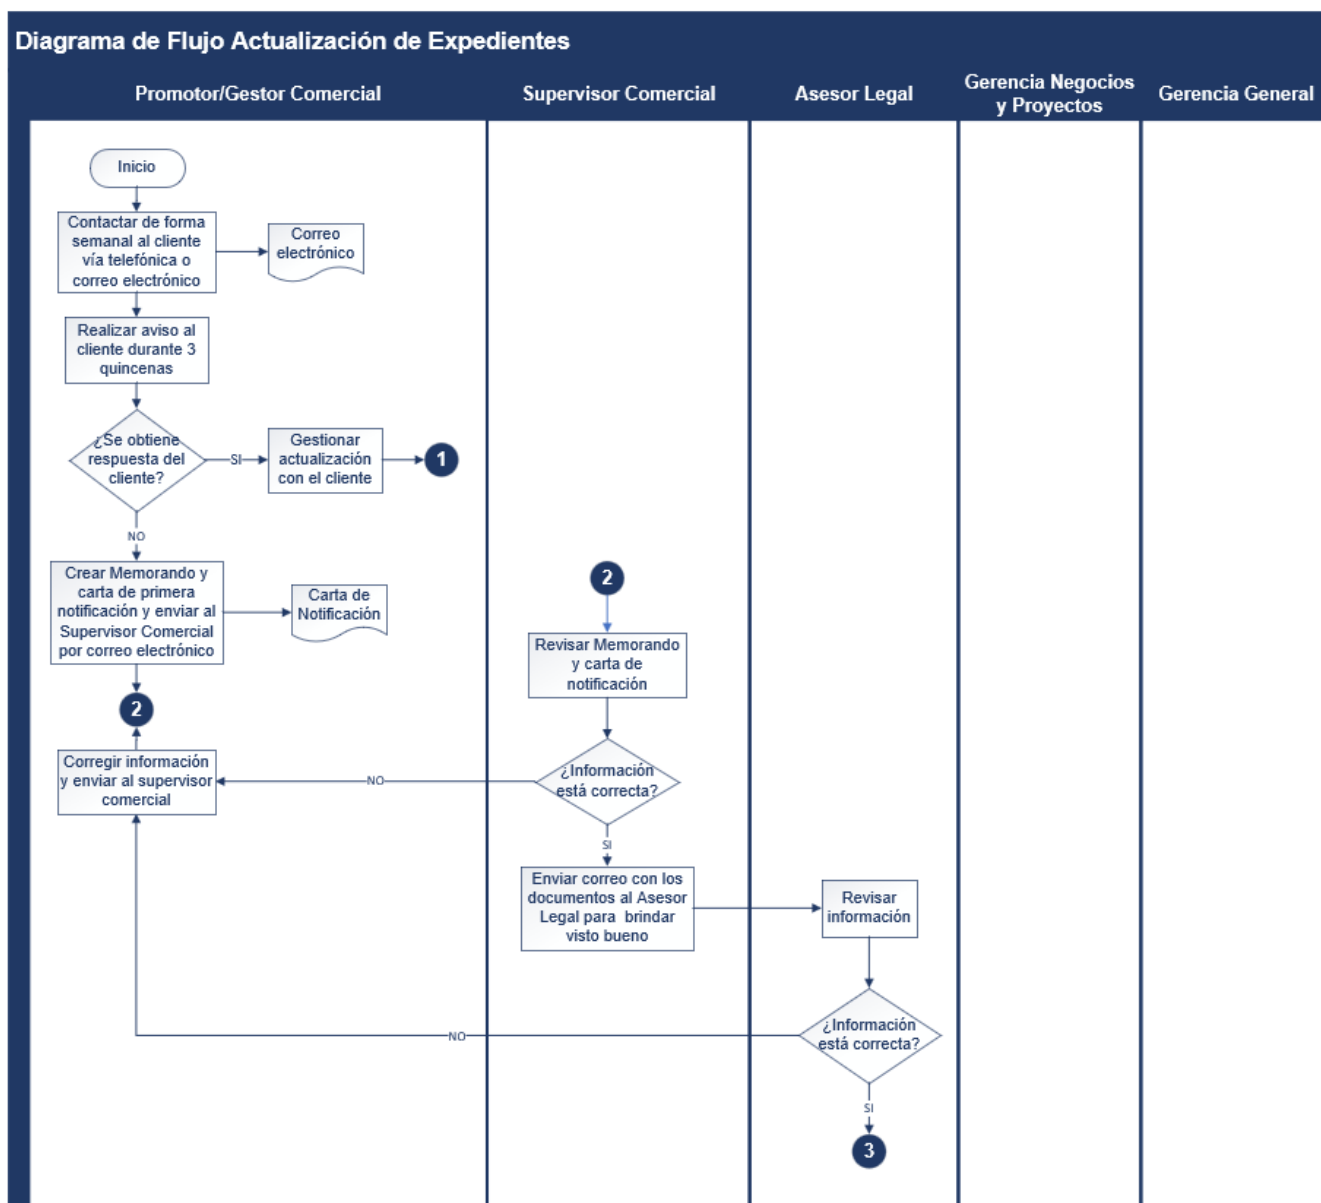 Diagrama de Flujo Actualización de Expedientes
Promotor/Gestor Comercial
Supervisor Comercial
Asesor Legal
Gerencia Negocios
y Proyectos
Gerencia General
Inicio
Contactar de forma
semanal al cliente
vía telefónica o
correo electrónico
Correo
electrónico
Realizar aviso al
cliente durante 3
quincenas
¿Se obtiene
respuesta del
cliente?
SI
Gestionar
actualización
con el cliente
1
NO
Crear Memorando y
carta de primera
notificación y enviar al
Supervisor Comercial
por correo electrónico
Carta de
Notificación
2
2
Revisar Memorando
y carta de
notificación
¿Información
está correcta?
NO
Corregir información
y enviar al supervisor
comercial
SI
Enviar correo con los
documentos al Asesor
Legal para  brindar
visto bueno
Revisar
información
¿Información
está correcta?
NO
SI
3